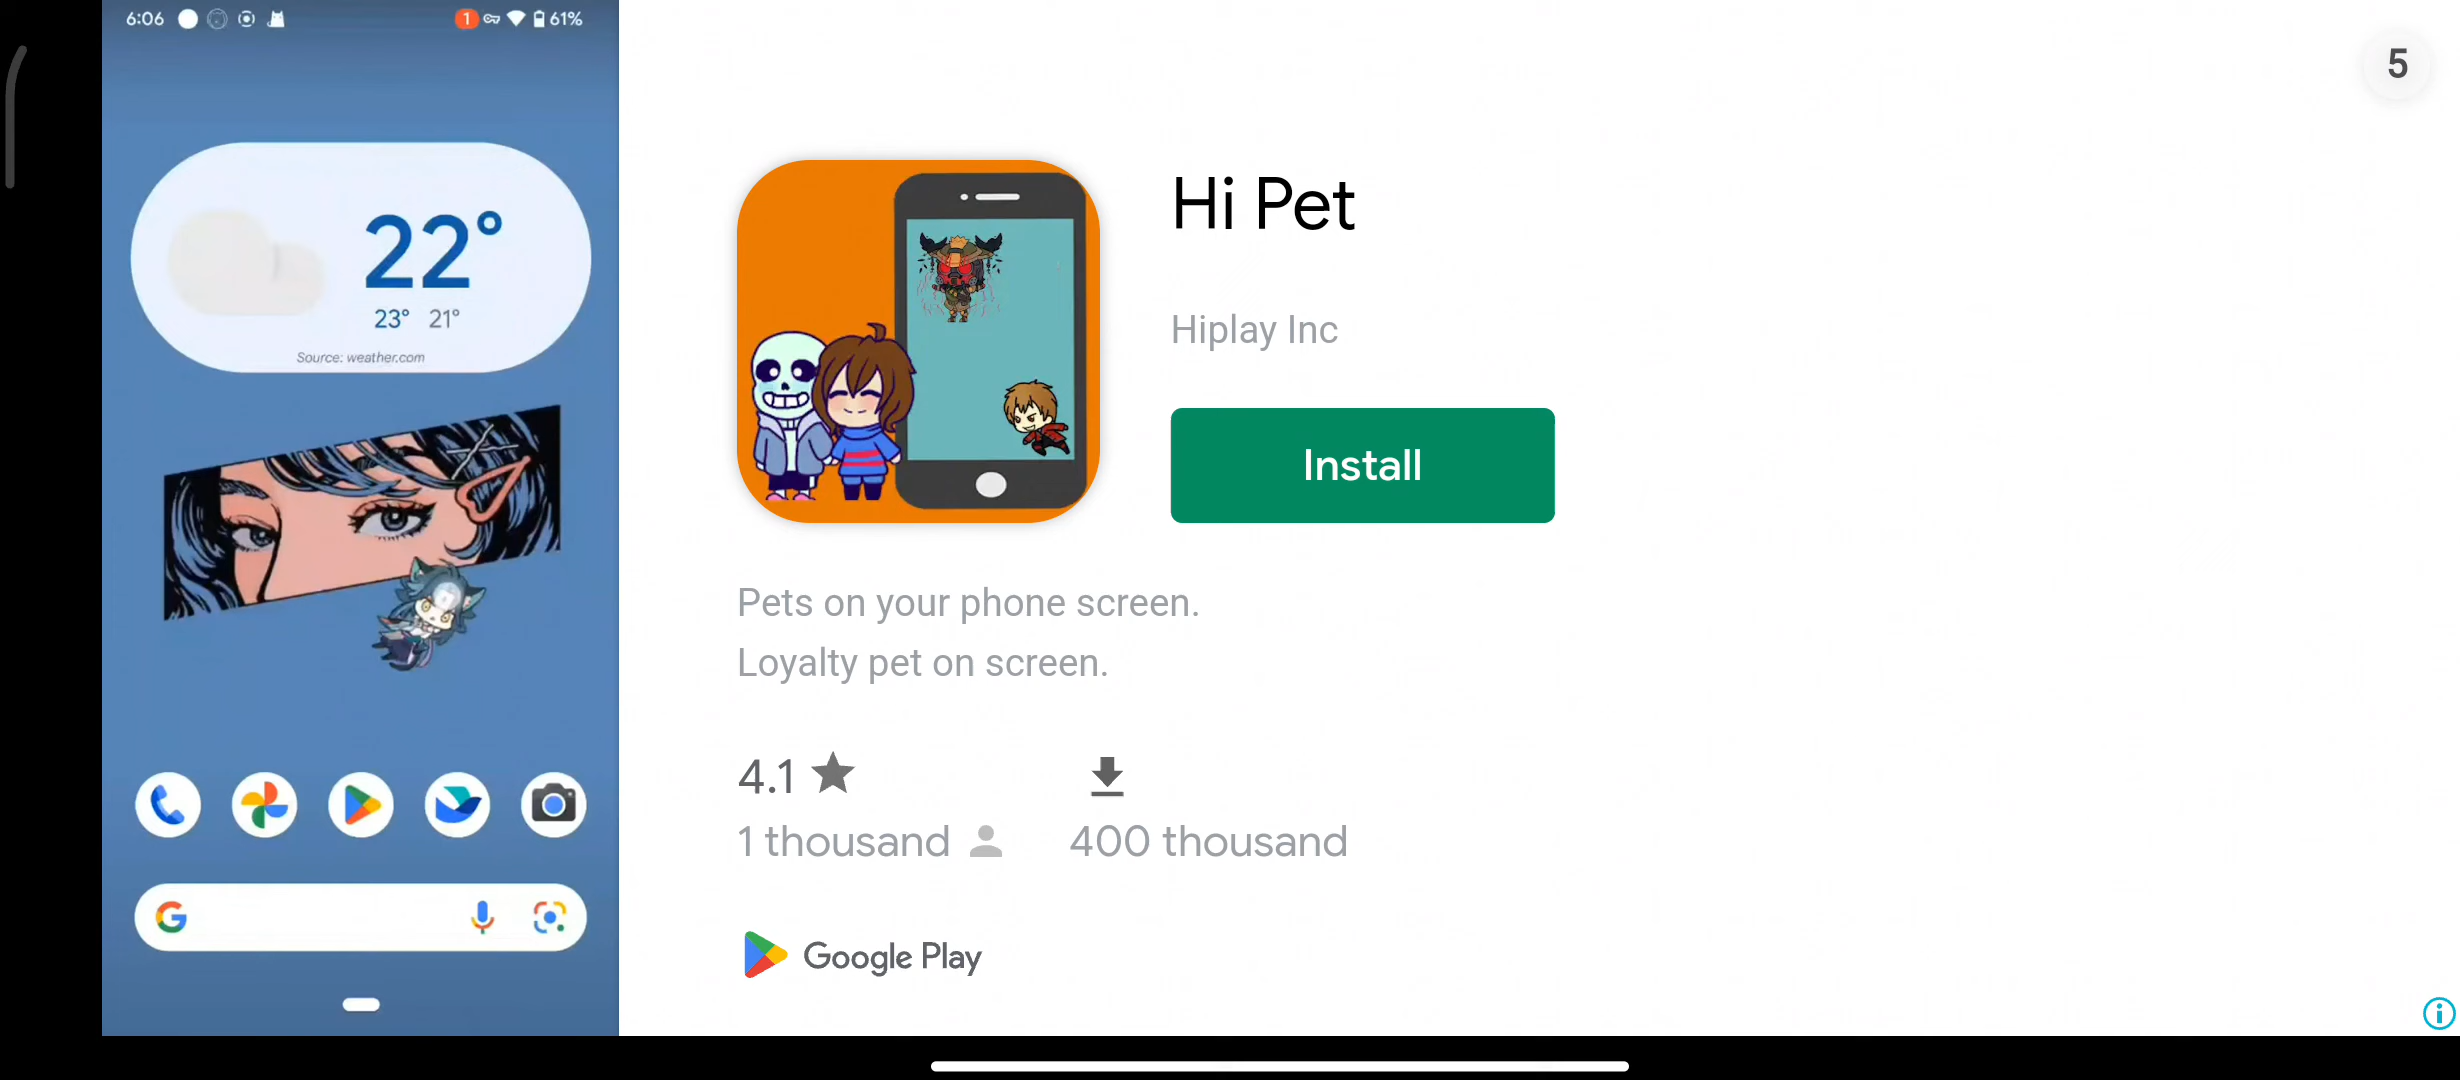 6:06
1
61%
22°
23° 21°
Source: weather.com
5
Hi Pet
Hiplay Inc
Install
Pets on your phone screen.
Loyalty pet on screen.
4.1
1 thousand
400 thousand
Google Play